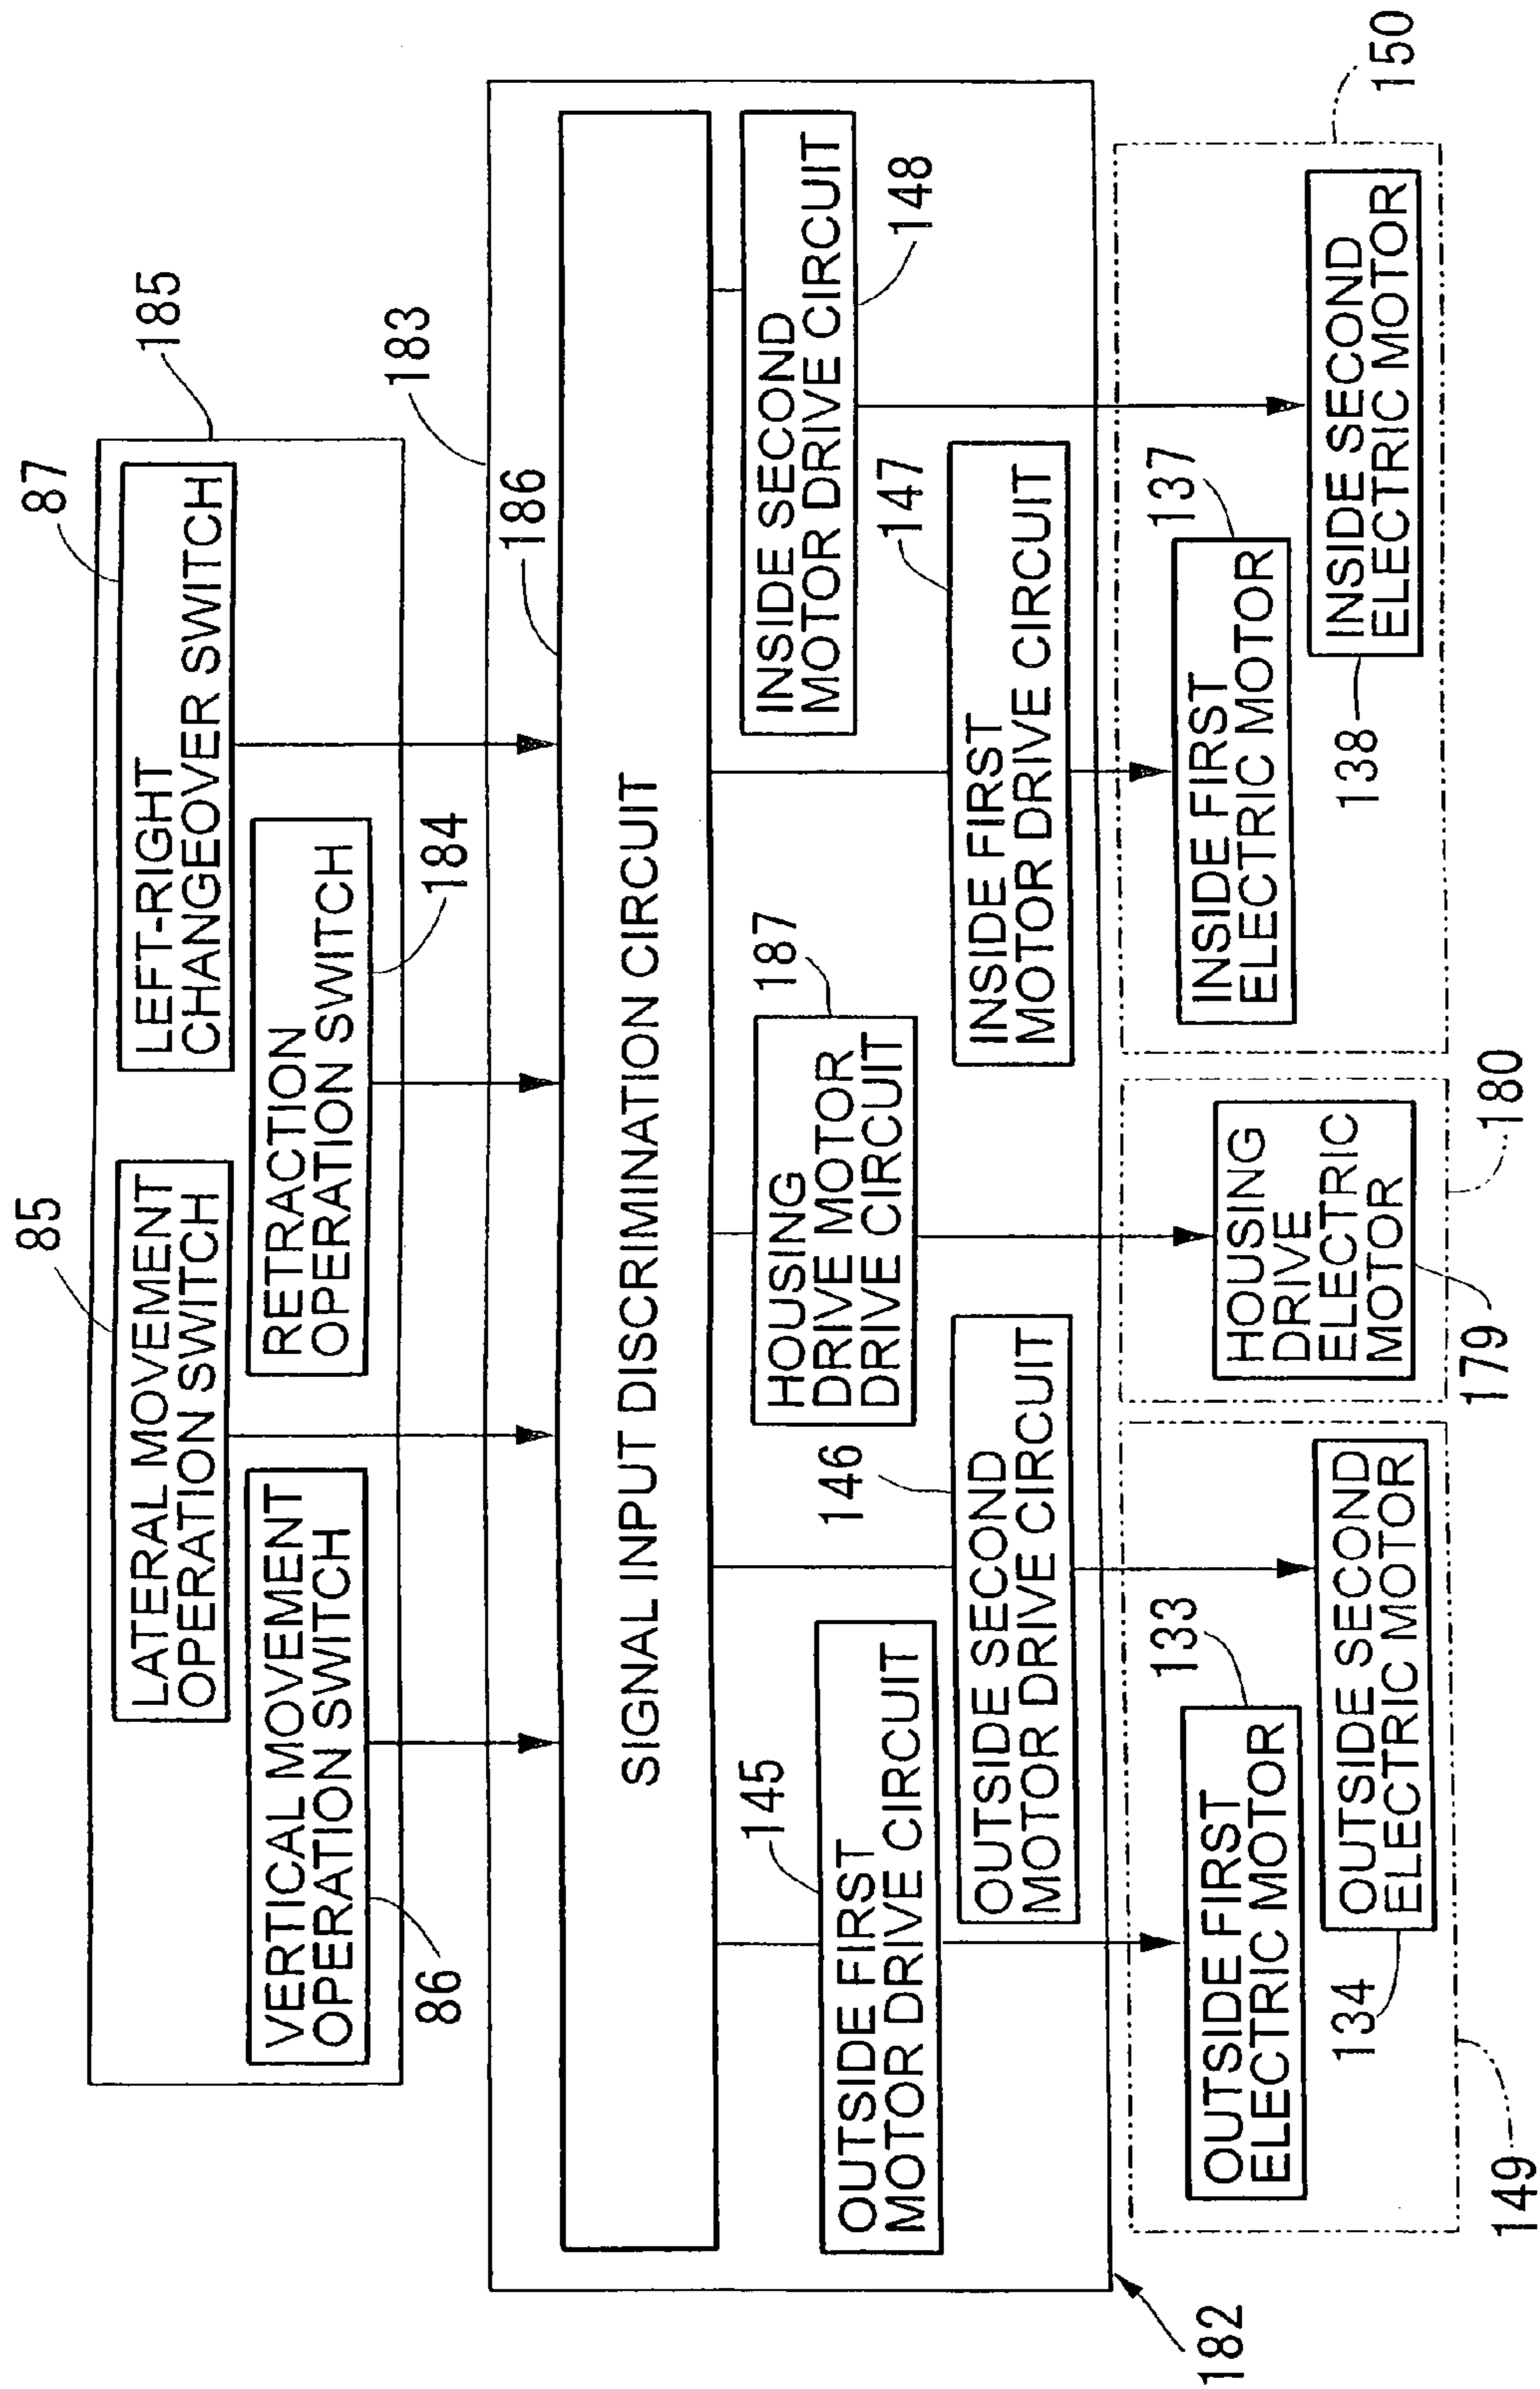 85
87
185
LATERAL MOVEMENT
OPERATION SWITCH
LEFT-RIGHT
CHANGEOVER SWITCH
VERTICAL MOVEMENT
OPERATION SWITCH
RETRACTION
OPERATION SWITCH
86
184
183
186
SIGNAL INPUT DISCRIMINATION CIRCUIT
145
146
187
147
148
OUTSIDE FIRST
MOTOR DRIVE CIRCUIT
HOUSING
DRIVE MOTOR
DRIVE CIRCUIT
INSIDE SECOND
MOTOR DRIVE CIRCUIT
OUTSIDE SECOND
MOTOR DRIVE CIRCUIT
INSIDE FIRST
MOTOR DRIVE CIRCUIT
182
133
137
150
OUTSIDE FIRST
ELECTRIC MOTOR
HOUSING
DRIVE
ELECTRIC
MOTOR
INSIDE FIRST
ELECTRIC MOTOR
OUTSIDE SECOND
ELECTRIC MOTOR
INSIDE SECOND
ELECTRIC MOTOR
134
138
149
179
180